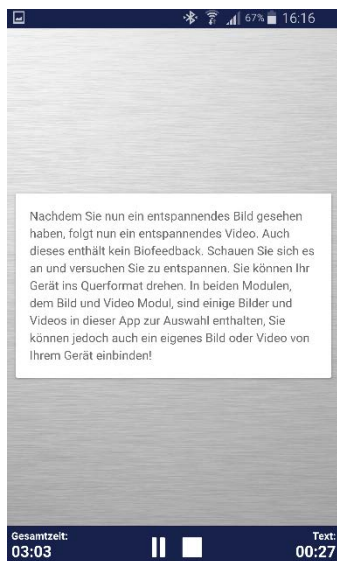 67% 16:16
Nachdem Sie nun ein entspannendes Bild gesehen
haben, folgt nun ein entspannendes Video. Auch
dieses enthält kein Biofeedback. Schauen Sie sich es
an und versuchen Sie zu entspannen. Sie können Ihr
Gerät ins Querformat drehen. In beiden Modulen,
dem Bild und Video Modul, sind einige Bilder und
Videos in dieser App zur Auswahl enthalten, Sie
können jedoch auch ein eigenes Bild oder Video von
Ihrem Gerät einbinden!
Gesamtzeit: Text:
03:03 00:27